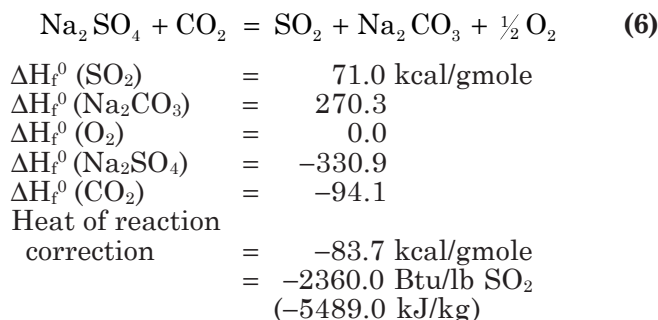 Na₂SO₄ + CO₂ = SO₂ + Na₂CO₃ + ½ O₂ (6)
ΔH_f⁰ (SO₂) = 71.0 kcal/gmole
ΔH_f⁰ (Na₂CO₃) = 270.3
ΔH_f⁰ (O₂) = 0.0
ΔH_f⁰ (Na₂SO₄) = −330.9
ΔH_f⁰ (CO₂) = −94.1
Heat of reaction
correction = −83.7 kcal/gmole
= −2360.0 Btu/lb SO₂
(−5489.0 kJ/kg)